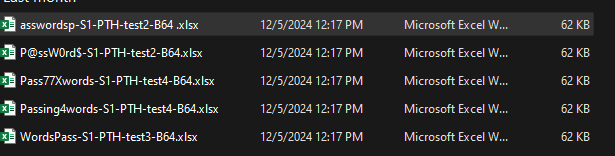 Last month
asswordsp-S1-PTH-test2-B64 .xlsx 12/5/2024 12:17 PM Microsoft Excel W... 62 KB
P@ssW0rd$-S1-PTH-test2-B64.xlsx 12/5/2024 12:17 PM Microsoft Excel W... 62 KB
Pass77Xwords-S1-PTH-test4-B64.xlsx 12/5/2024 12:17 PM Microsoft Excel W... 62 KB
Passing4words-S1-PTH-test4-B64.xlsx 12/5/2024 12:17 PM Microsoft Excel W... 62 KB
WordsPass-S1-PTH-test3-B64.xlsx 12/5/2024 12:17 PM Microsoft Excel W... 62 KB